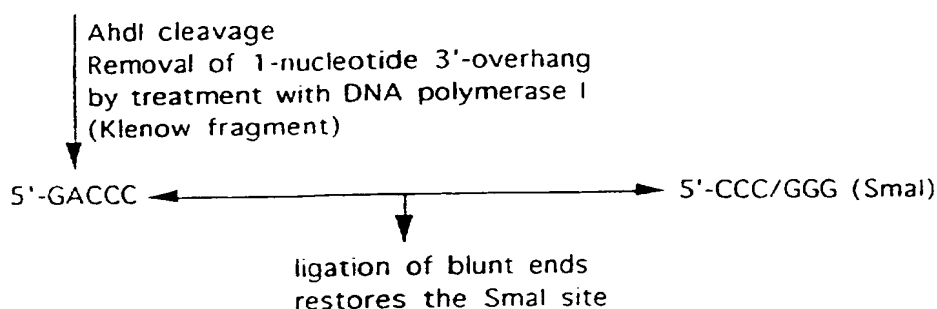 AhdI cleavage
Removal of 1-nucleotide 3'-overhang
by treatment with DNA polymerase I
(Klenow fragment)
5'-GACCC
5'-CCC/GGG (SmaI)
ligation of blunt ends
restores the SmaI site